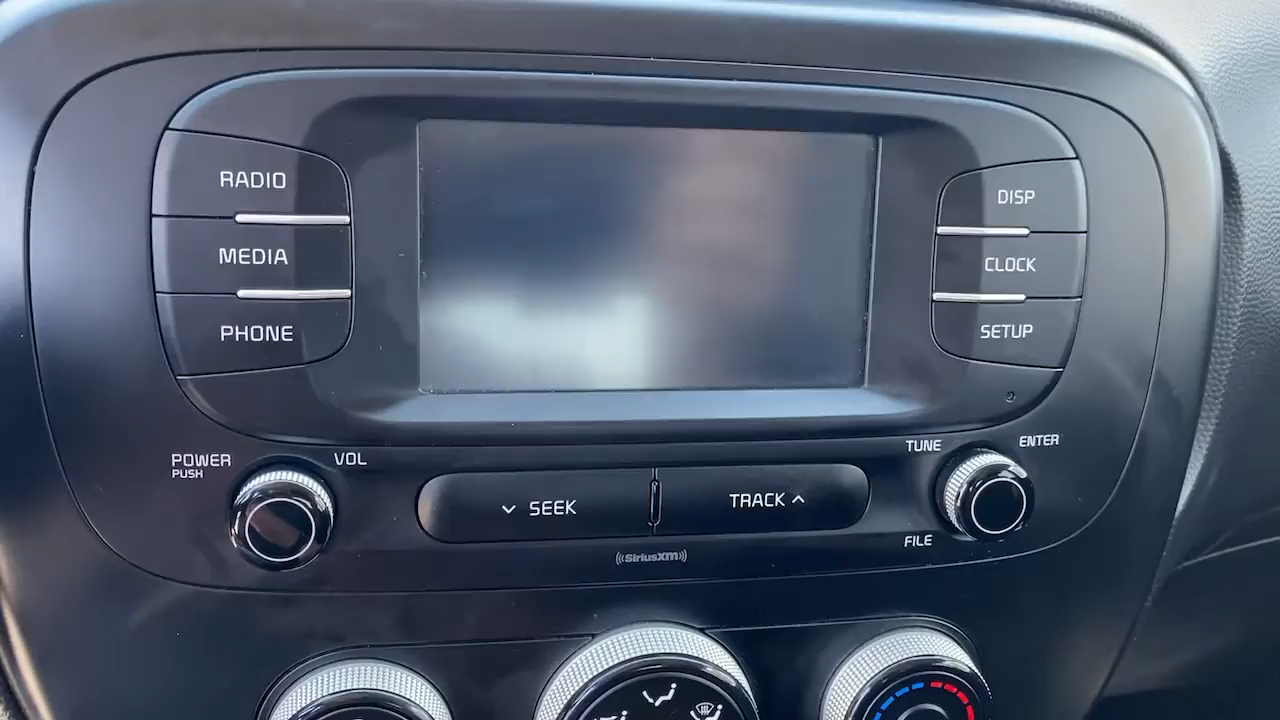 RADIO
MEDIA
PHONE
DISP
CLOCK
SETUP
POWER
PUSH
VOL
SEEK
TRACK
TUNE
ENTER
FILE
((SiriusXM))